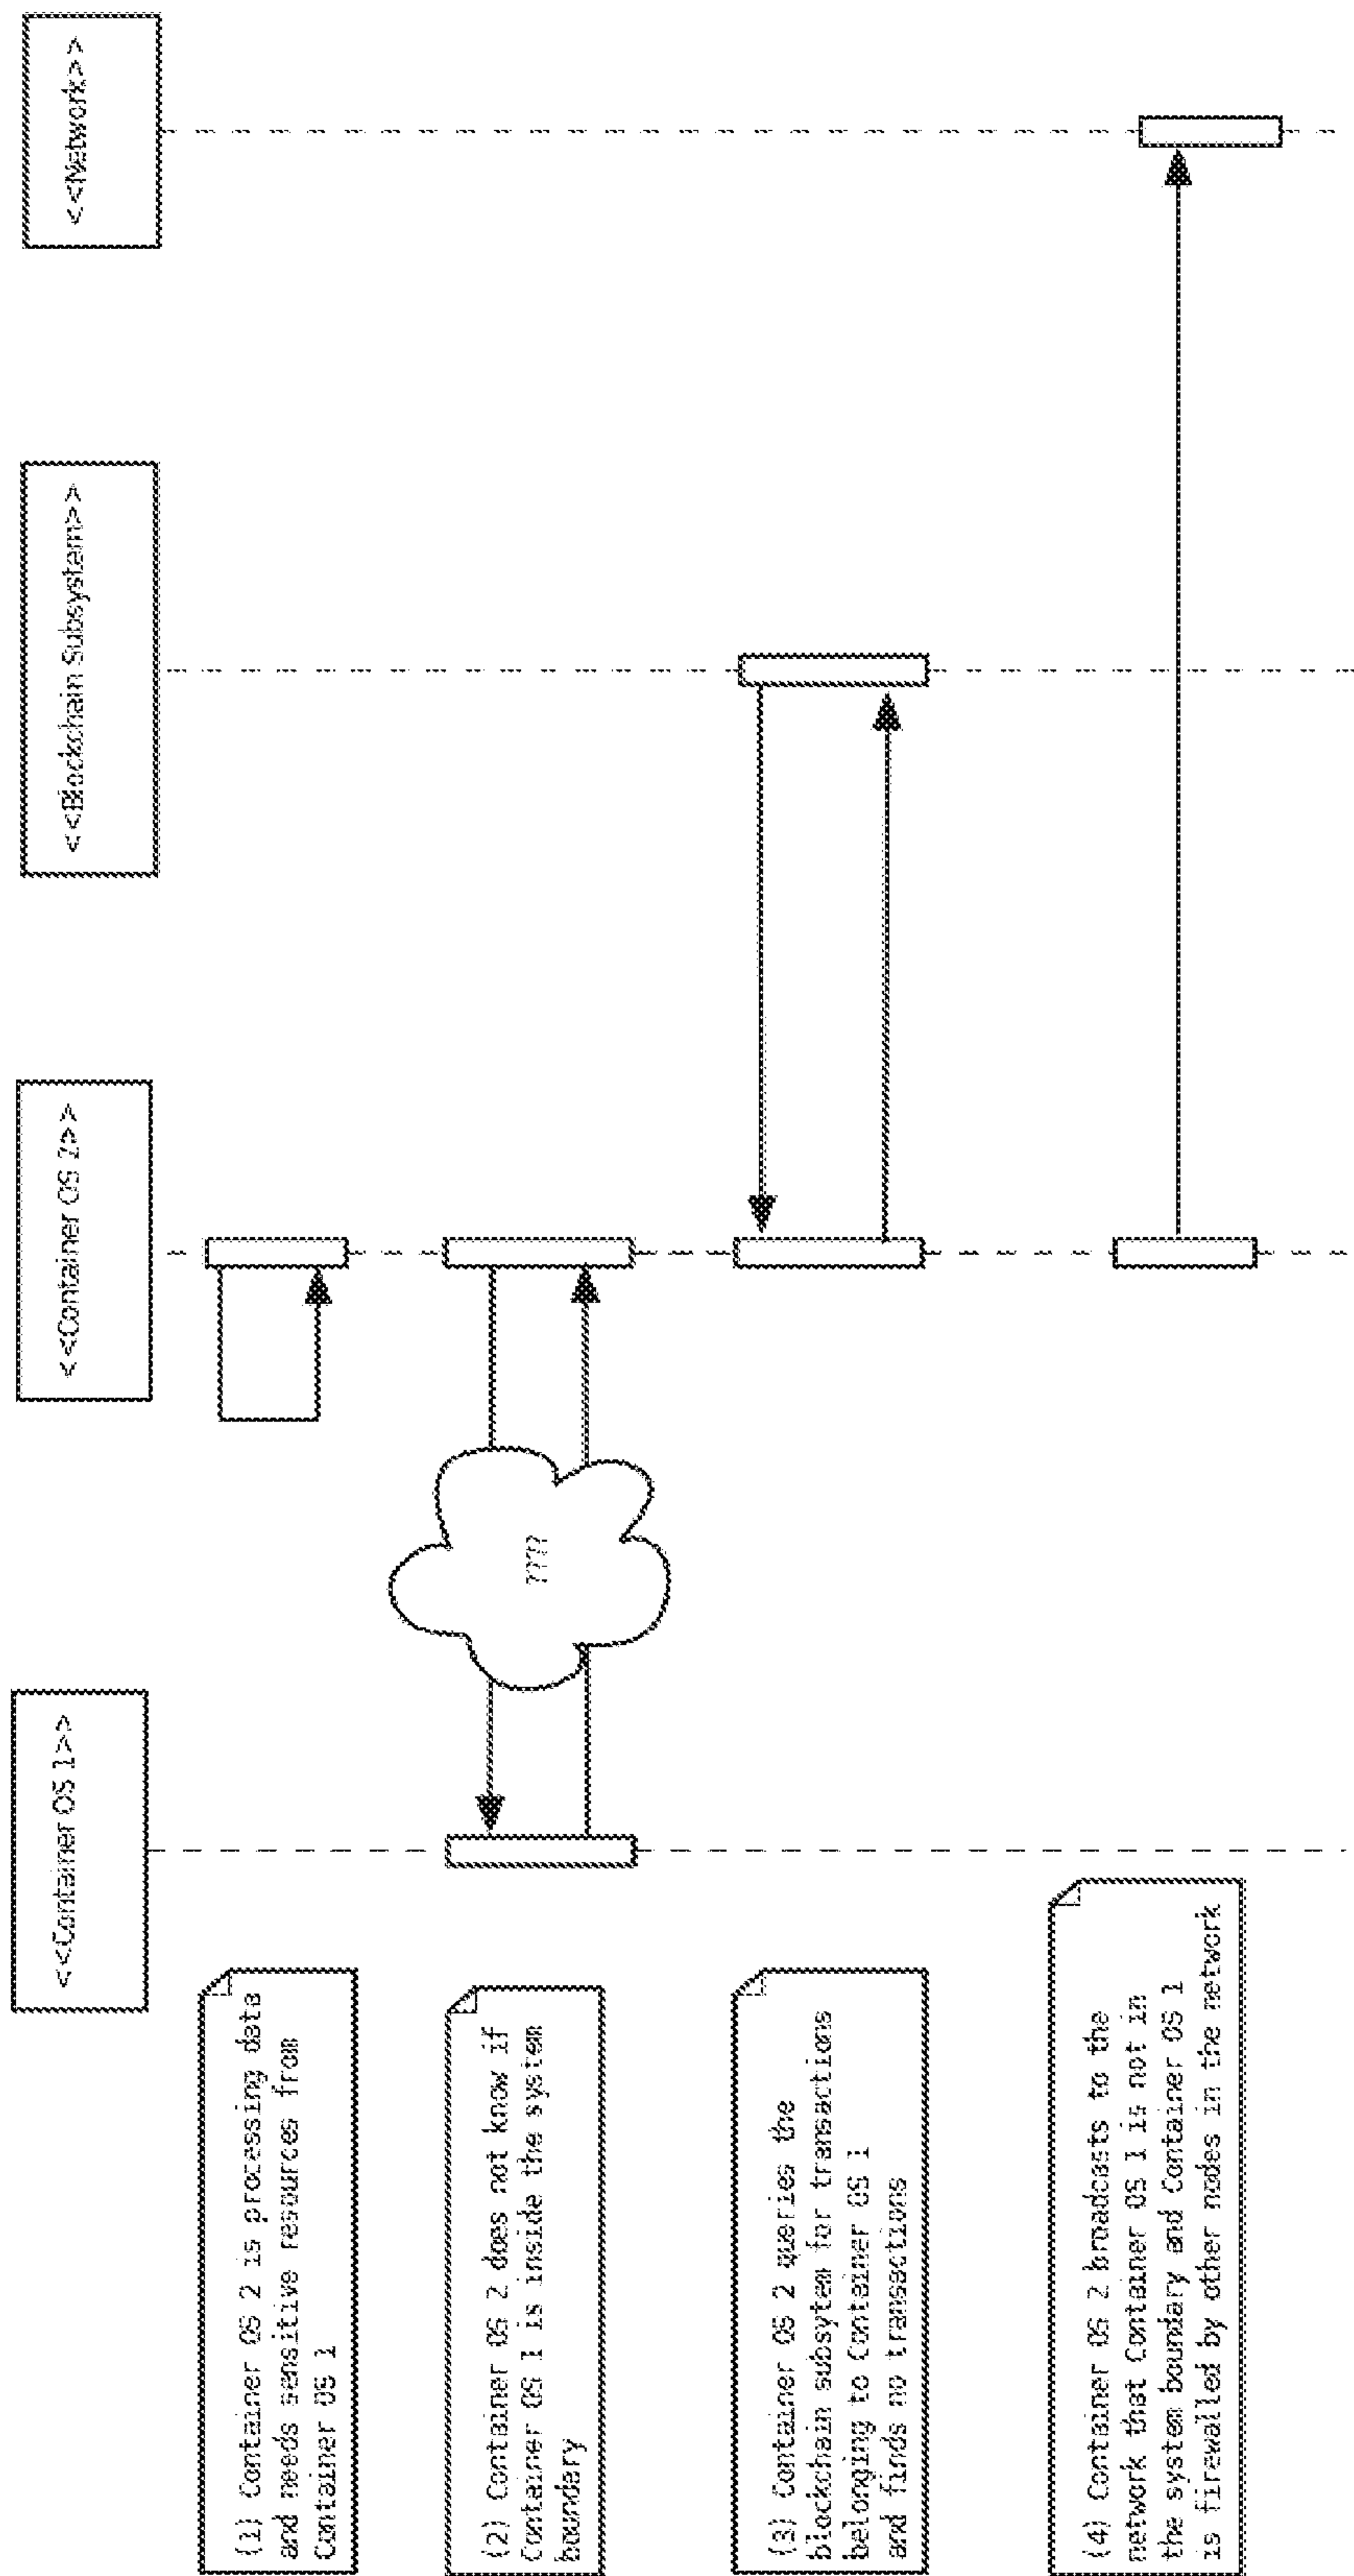 <<Container OS 1>>
<<Container OS 2>>
<<Blockchain Subsystem>>
<<Network>>
(1) Container OS 2 is processing data
and needs sensitive resources from
Container OS 1
(2) Container OS 2 does not know if
Container OS 1 is inside the system
boundary
????
(3) Container OS 2 queries the
blockchain subsytem for transactions
belonging to Container OS 1
and finds no transactions
(4) Container OS 2 broadcasts to the
network that Container OS 1 is not in
the system boundary and Container OS 1
is firewalled by other nodes in the network